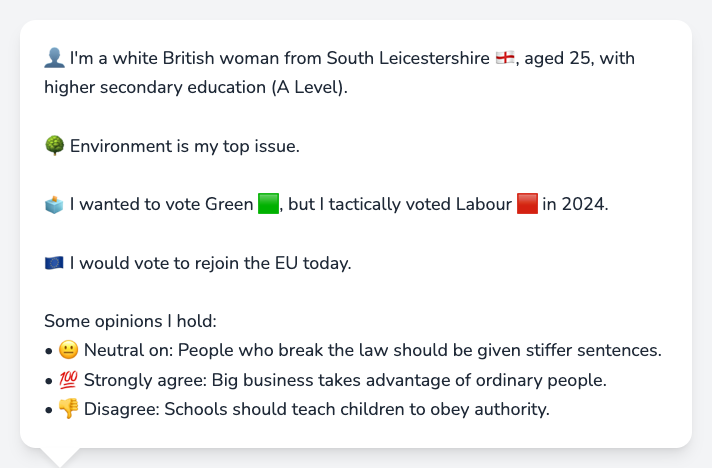 👤 I'm a white British woman from South Leicestershire 🏴󠁧󠁢󠁥󠁮󠁧󠁿, aged 25, with
higher secondary education (A Level).
🌳 Environment is my top issue.
🗳️ I wanted to vote Green 🟩, but I tactically voted Labour 🟥 in 2024.
🇪🇺 I would vote to rejoin the EU today.
Some opinions I hold:
• 😐 Neutral on: People who break the law should be given stiffer sentences.
• 💯 Strongly agree: Big business takes advantage of ordinary people.
• 👎 Disagree: Schools should teach children to obey authority.